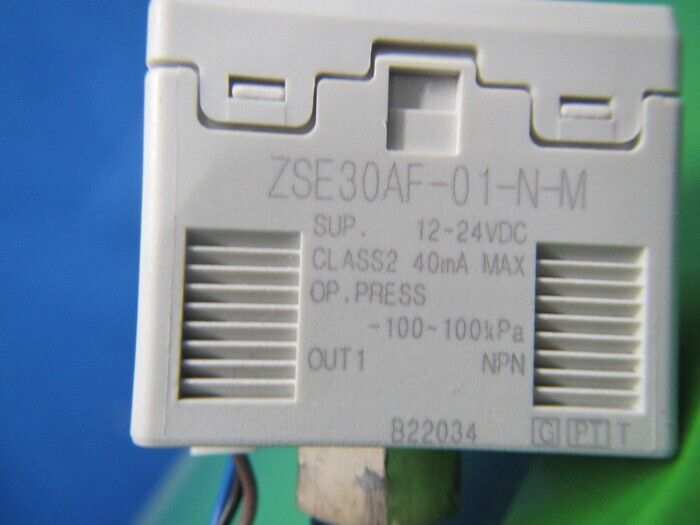 ZSE30AF-01-N-M
SUP. 12~24VDC
CLASS2 40mA MAX
OP.PRESS
-100~100kPa
OUT1 NPN
B22034 G PT T